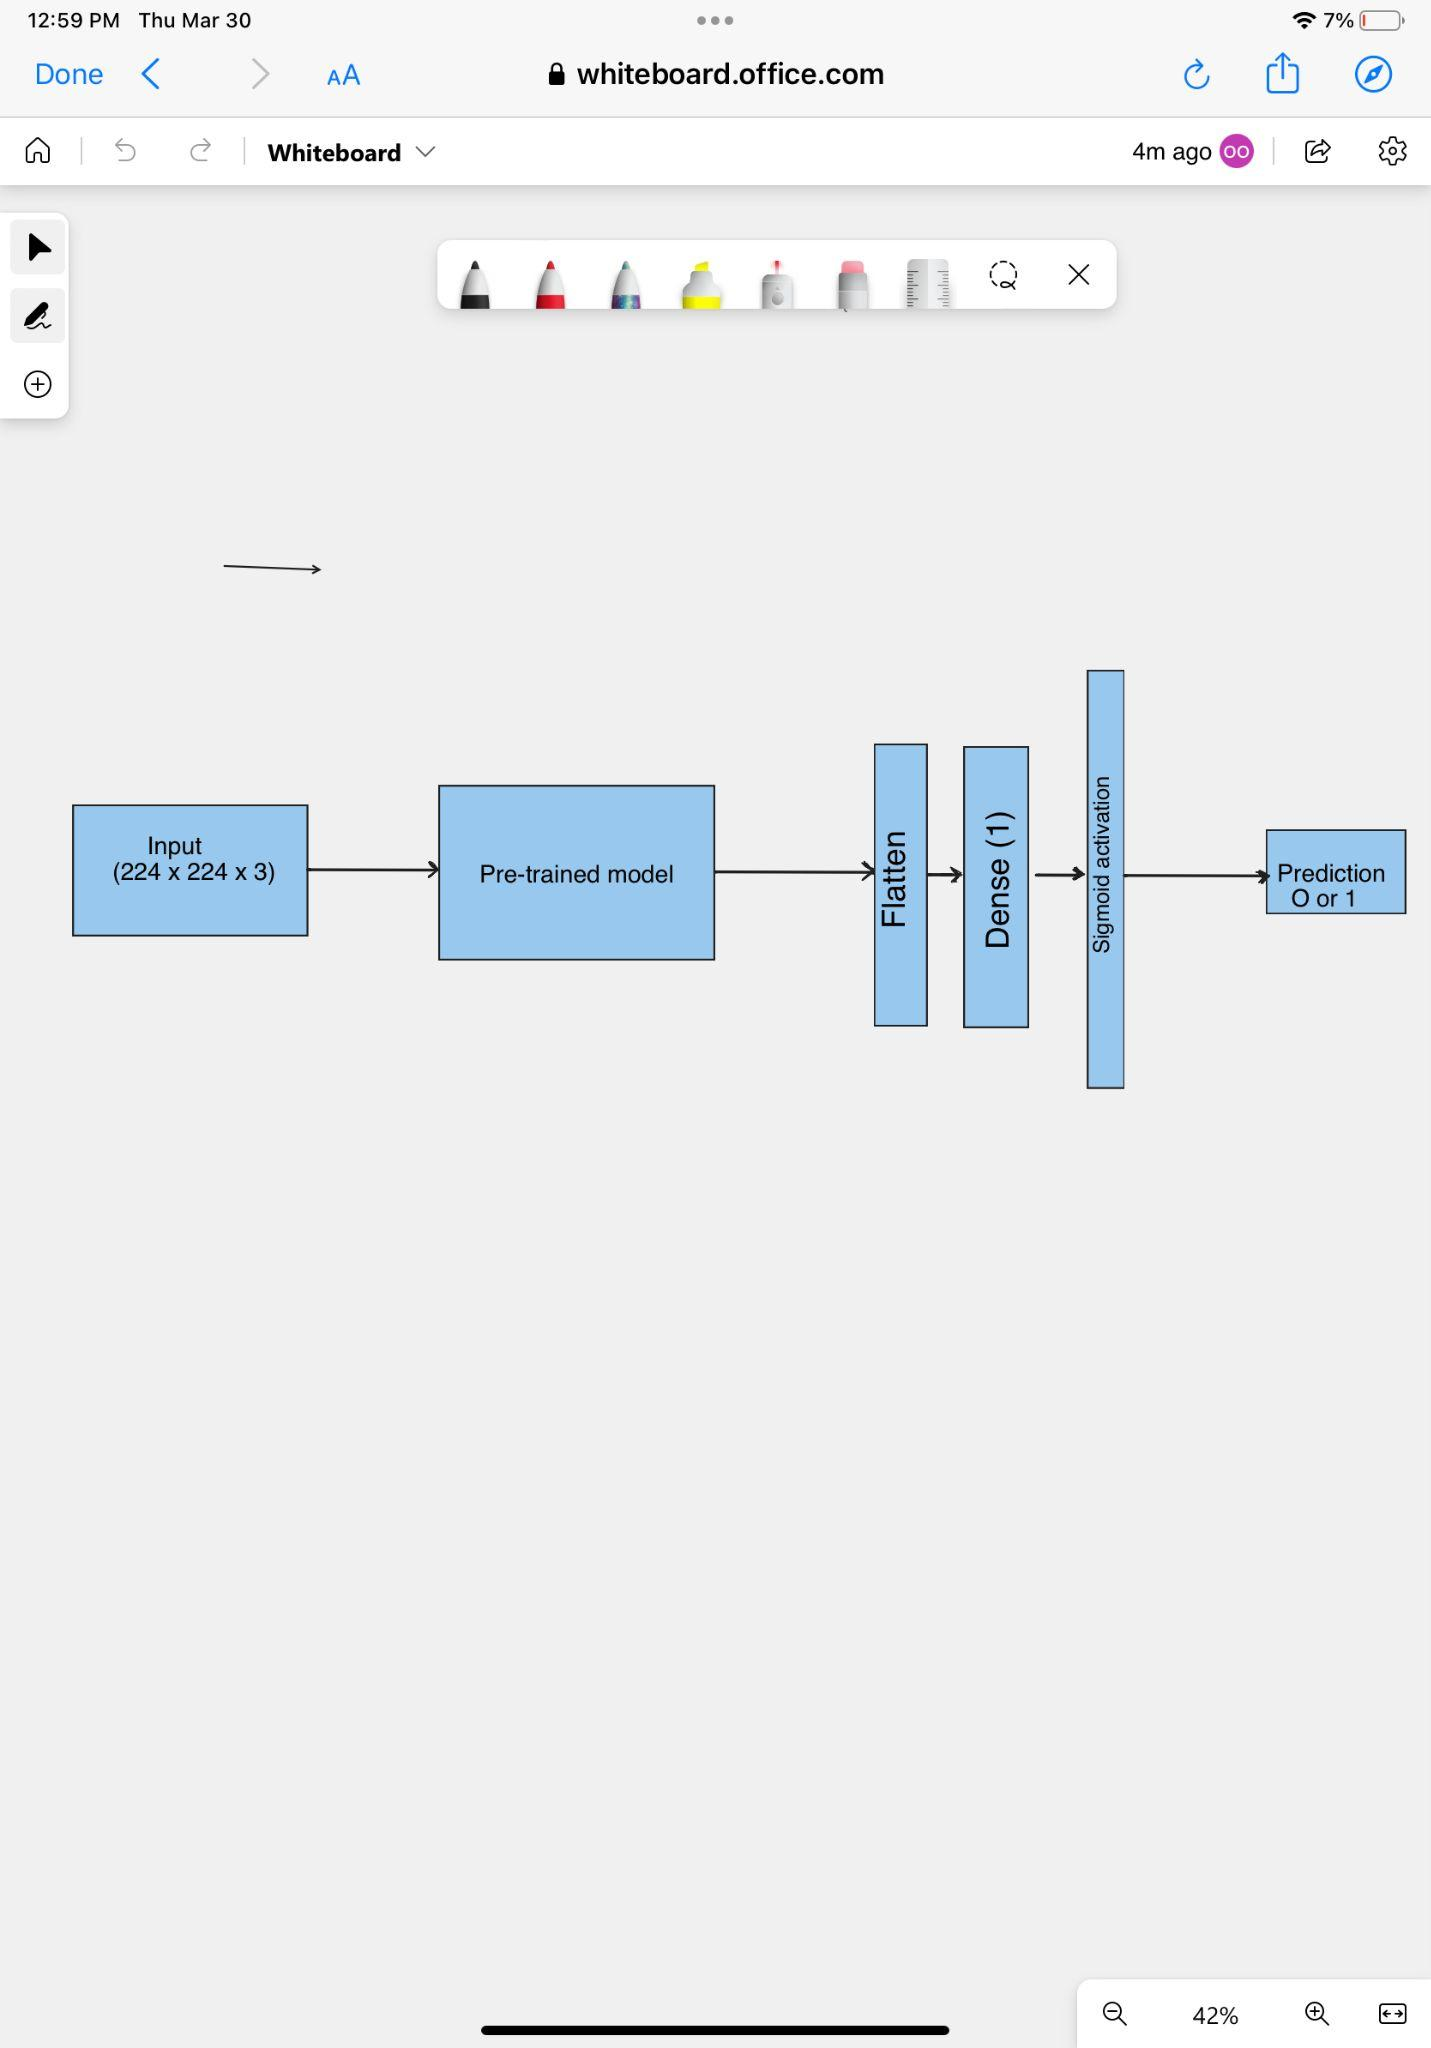 12:59 PM Thu Mar 30
7%
Done
AA
whiteboard.office.com
Whiteboard
4m ago
OO
Input
(224 x 224 x 3)
Pre-trained model
Flatten
Dense (1)
Sigmoid activation
Prediction
O or 1
42%